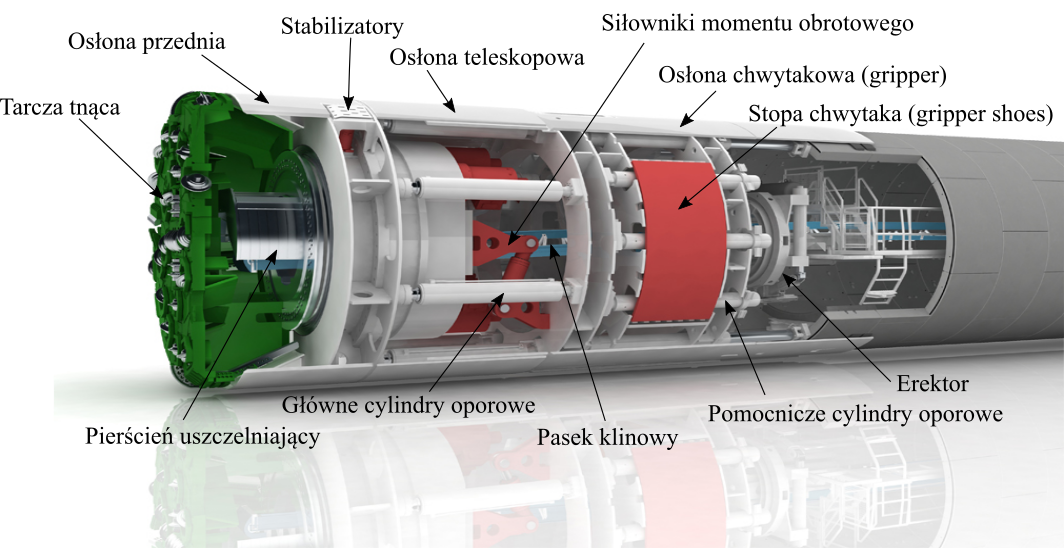 Siłowniki momentu obrotowego
Stabilizatory
Osłona przednia
Osłona teleskopowa
Osłona chwytakowa (gripper)
Tarcza tnąca
Stopa chwytaka (gripper shoes)
Erektor
Główne cylindry oporowe
Pomocnicze cylindry oporowe
Pierścień uszczelniający
Pasek klinowy